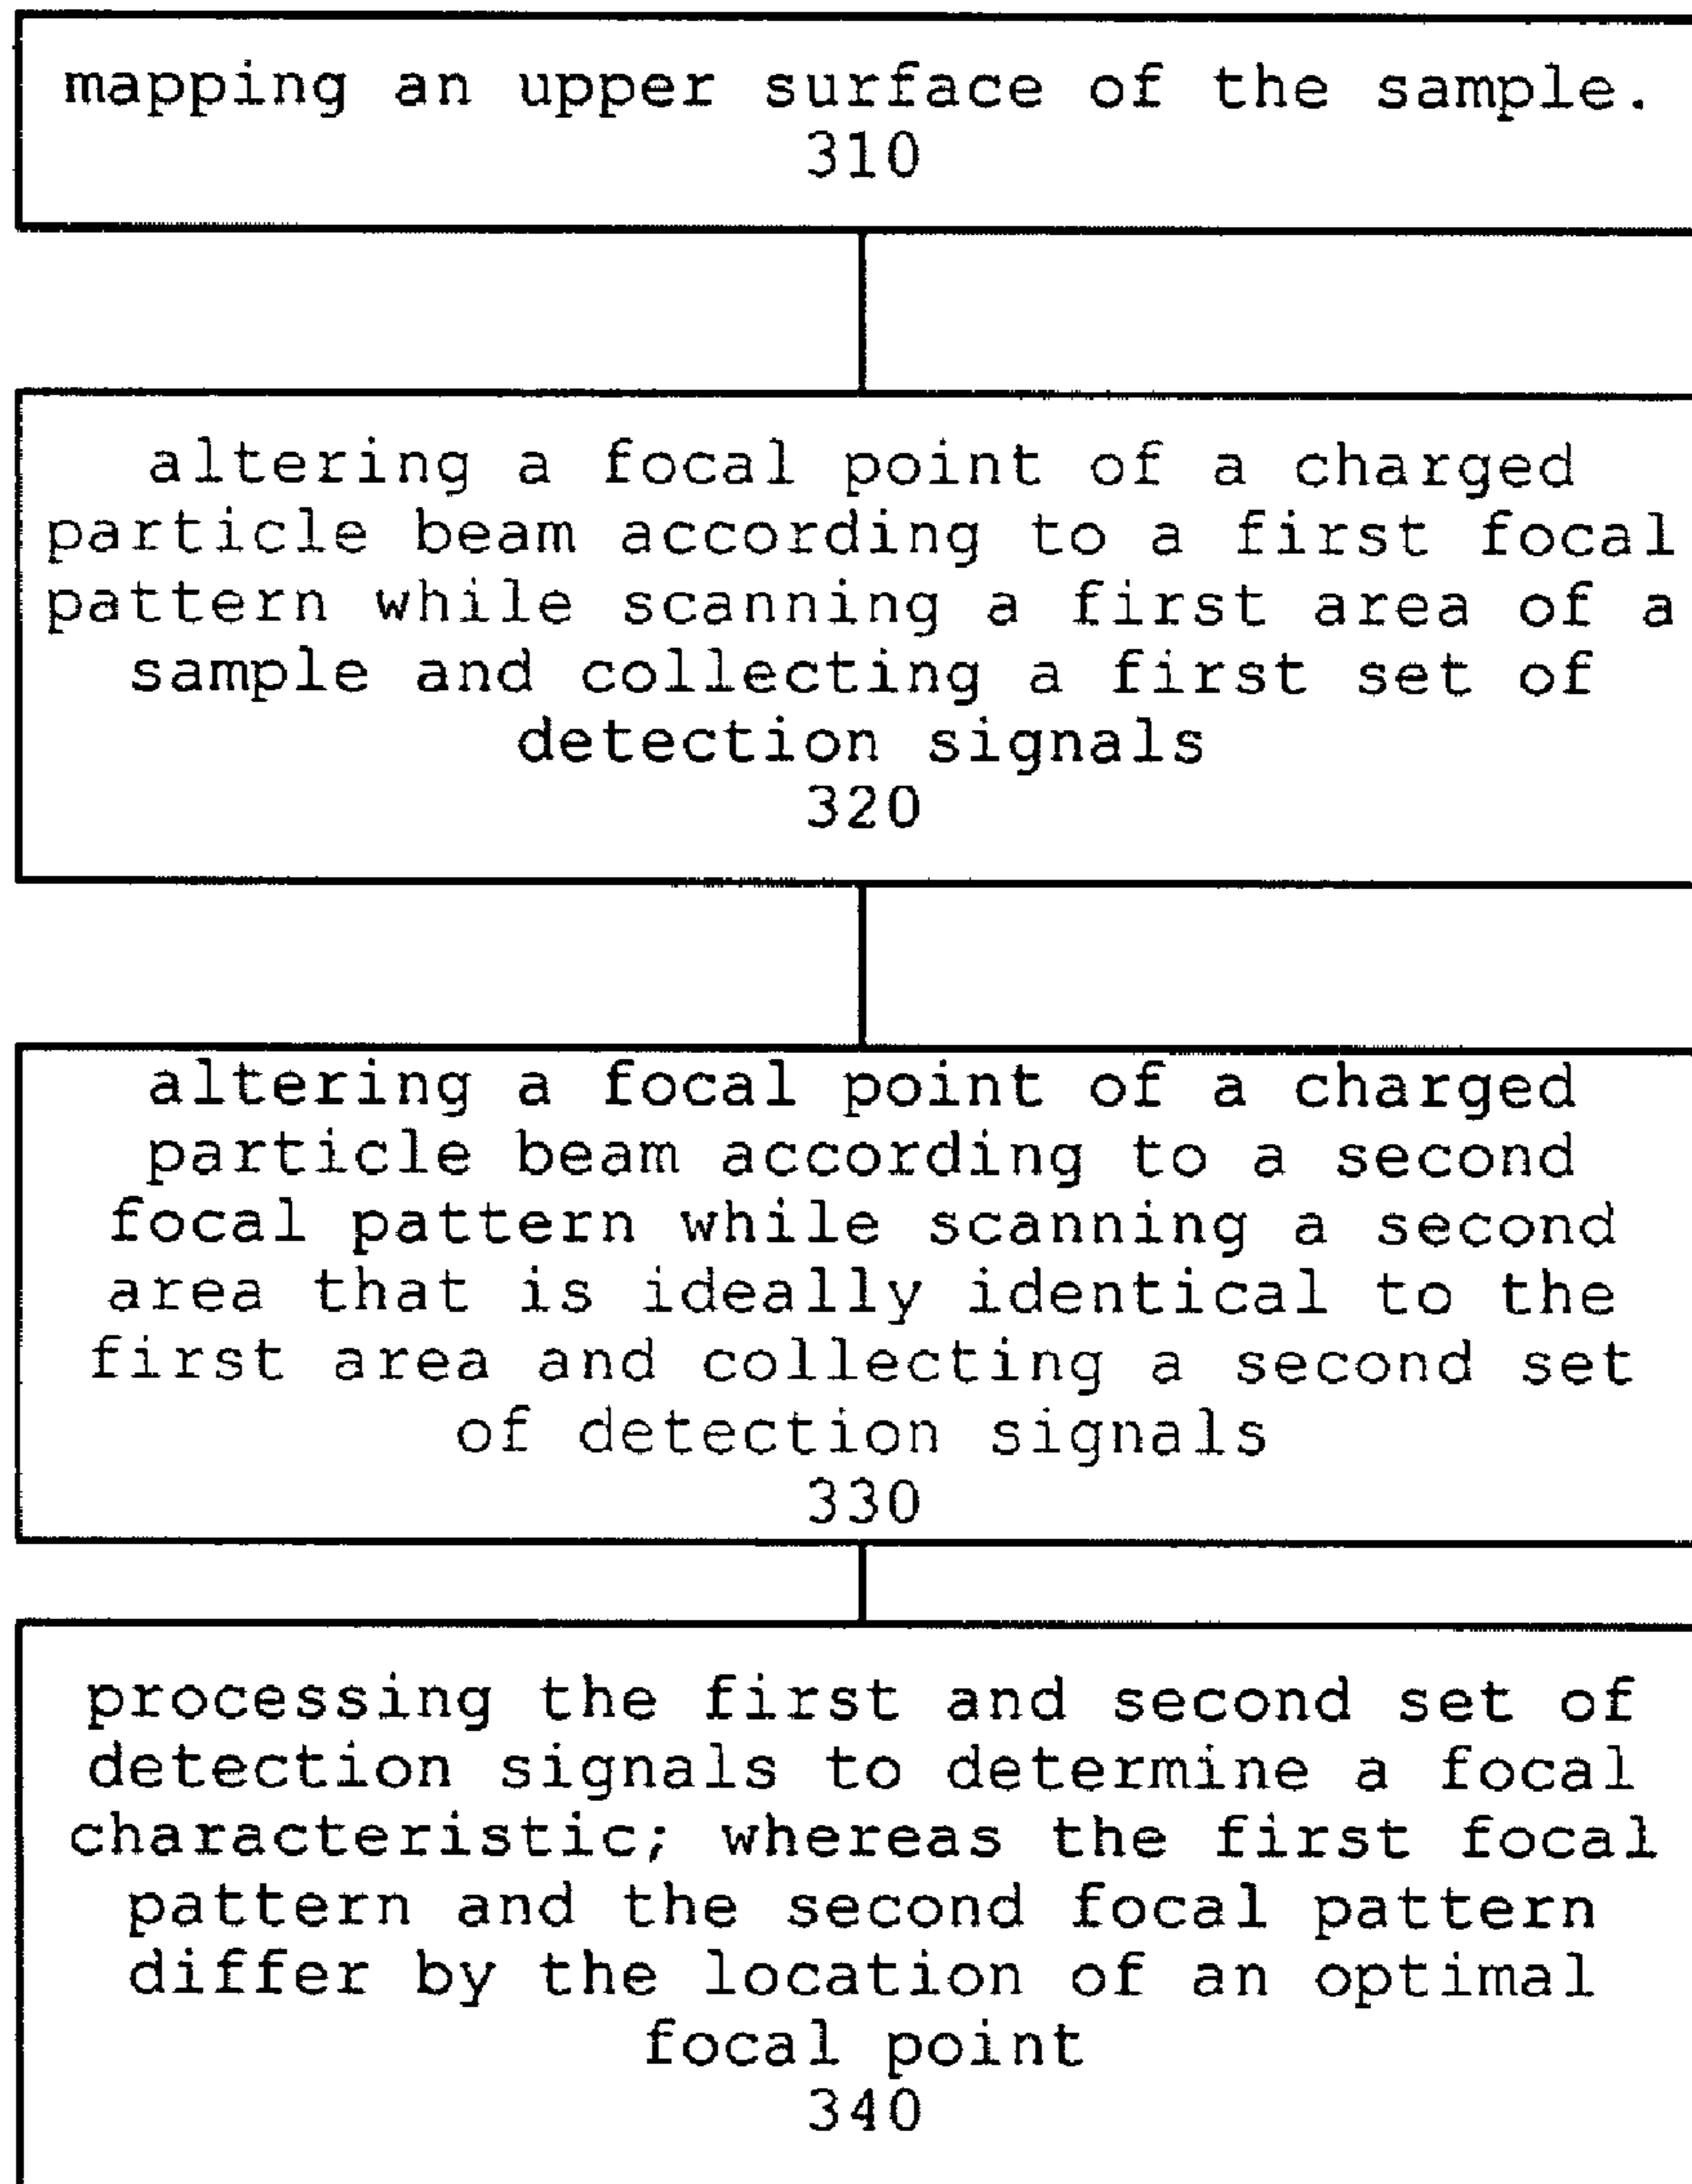 mapping an upper surface of the sample.
310
altering a focal point of a charged
particle beam according to a first focal
pattern while scanning a first area of a
sample and collecting a first set of
detection signals
320
altering a focal point of a charged
particle beam according to a second
focal pattern while scanning a second
area that is ideally identical to the
first area and collecting a second set
of detection signals
330
processing the first and second set of
detection signals to determine a focal
characteristic; whereas the first focal
pattern and the second focal pattern
differ by the location of an optimal
focal point
340